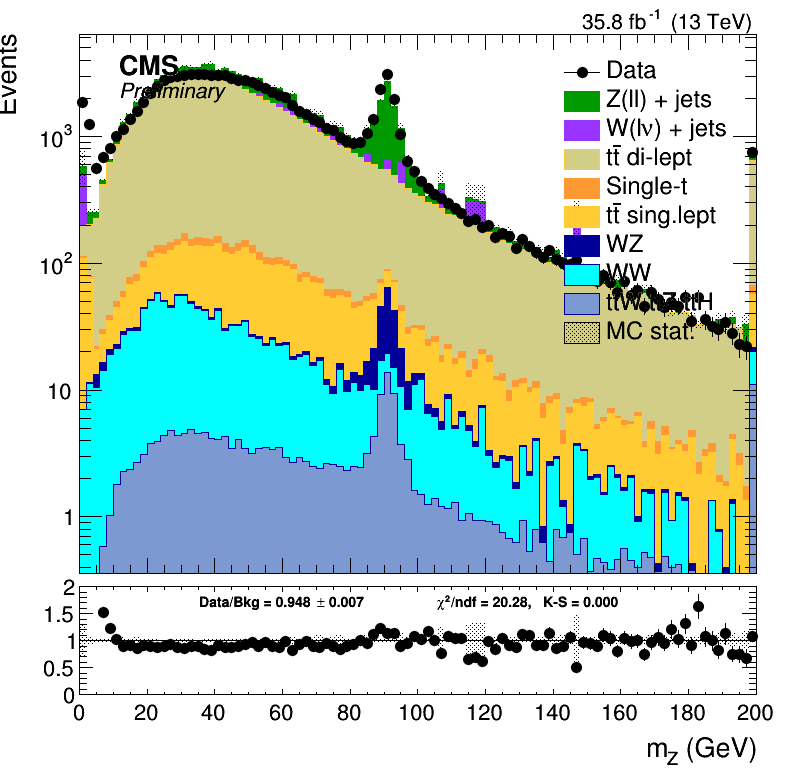 35.8 fb⁻¹ (13 TeV)
Events
CMS
Preliminary
Data
Z(ll) + jets
W(lv) + jets
tt̄ di-lept
Single-t
tt̄ sing.lept
WZ
WW
MC stat.
10³
10²
10
1
Data/Bkg = 0.948 ± 0.007
χ²/ndf = 20.28, K-S = 0.000
2
1.5
1
0.5
0
0 20 40 60 80 100 120 140 160 180 200
m_Z (GeV)